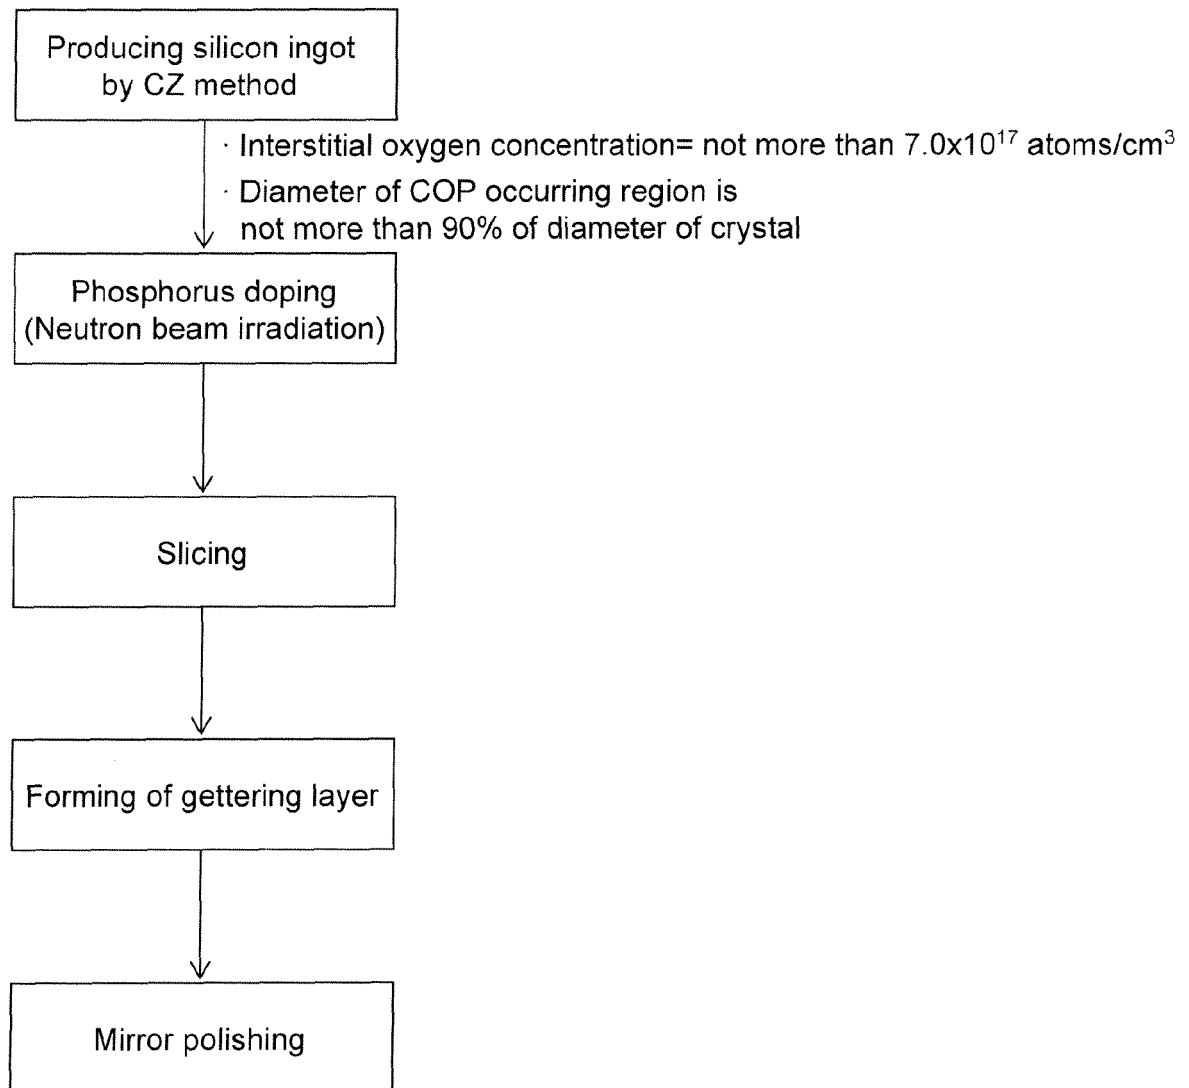 Producing silicon ingot
by CZ method
· Interstitial oxygen concentration= not more than 7.0x10¹⁷ atoms/cm³
· Diameter of COP occurring region is
not more than 90% of diameter of crystal
Phosphorus doping
(Neutron beam irradiation)
Slicing
Forming of gettering layer
Mirror polishing